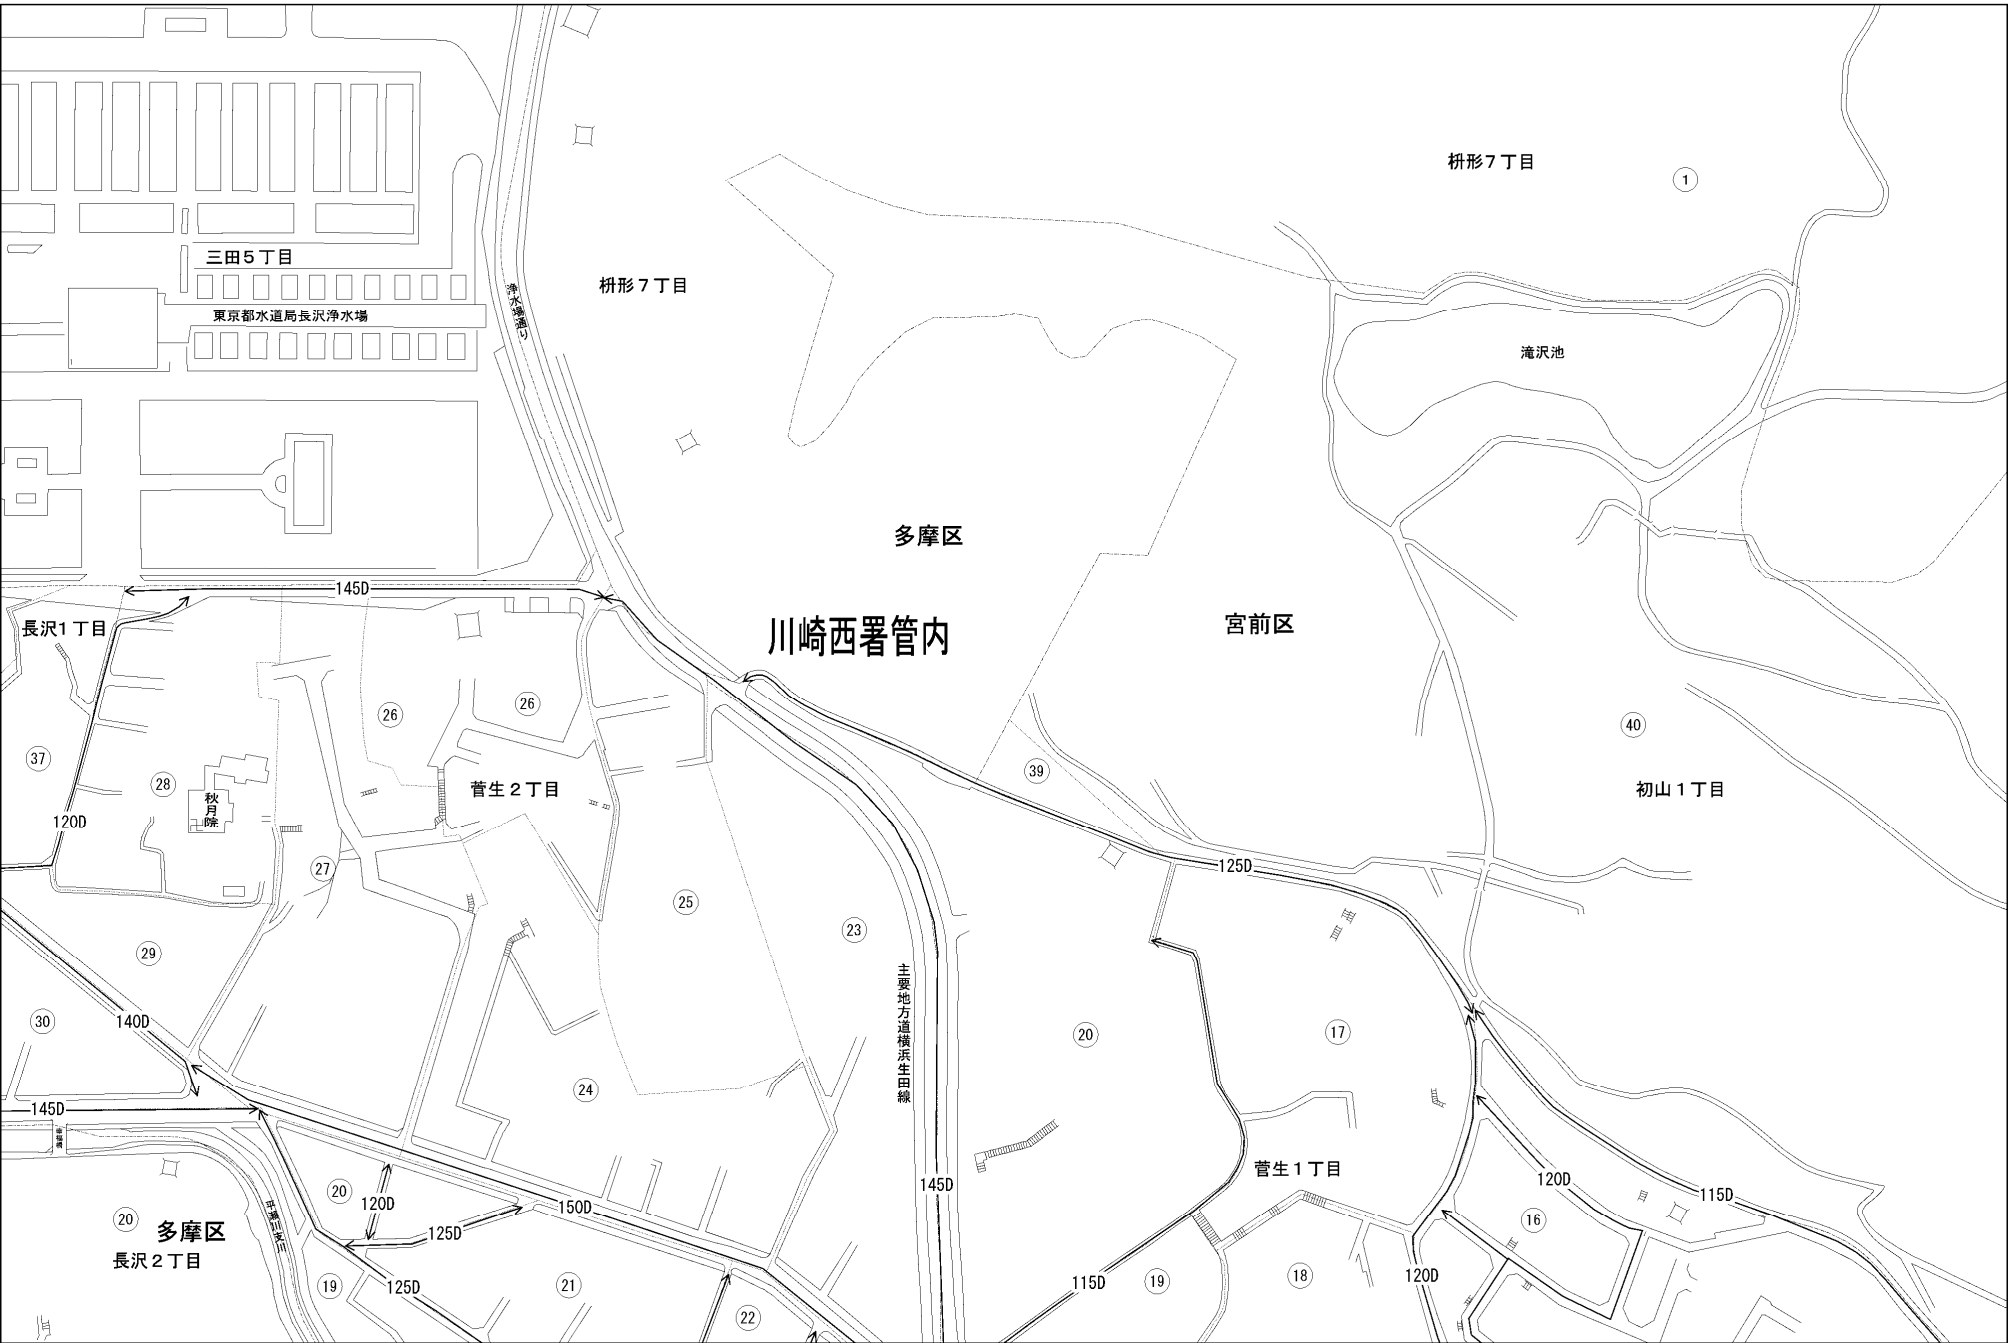 枡形７丁目
1
三田５丁目
枡形７丁目
浄水場通り
東京都水道局長沢浄水場
滝沢池
多摩区
145D
長沢１丁目
川崎西署管内
宮前区
26
26
40
37
28
39
菅生２丁目
初山１丁目
秋月院
120D
27
125D
25
23
29
主要地方道横浜生田線
140D
30
20
17
24
145D
菅生１丁目
120D
145D
20
120D
115D
150D
20
多摩区
125D
長沢２丁目
16
19
125D
21
115D
19
18
120D
22